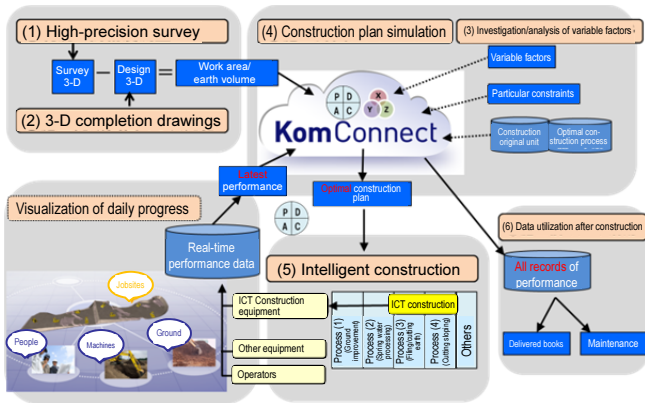 (1) High-precision survey
Survey
3-D
Design
3-D
Work area/
earth volume
(2) 3-D completion drawings
(4) Construction plan simulation
(3) Investigation/analysis of variable factors
Variable factors
Particular constraints
Construction
original unit
Optimal con-
struction process
P D
A C
X
Y Z
KomConnect
Latest
performance
Optimal construction
plan
P D
A C
Visualization of daily progress
Real-time
performance data
Jobsites
People
Machines
Ground
(5) Intelligent construction
ICT Construction
equipment
Other equipment
Operators
ICT construction
Process (1)
(Ground
improvement)
Process (2)
(Spring water
processing)
Process (3)
(Filing/cutting
earth)
Process (4)
(Cutting sloping)
Others
(6) Data utilization after construction
All records of
performance
Delivered books
Maintenance